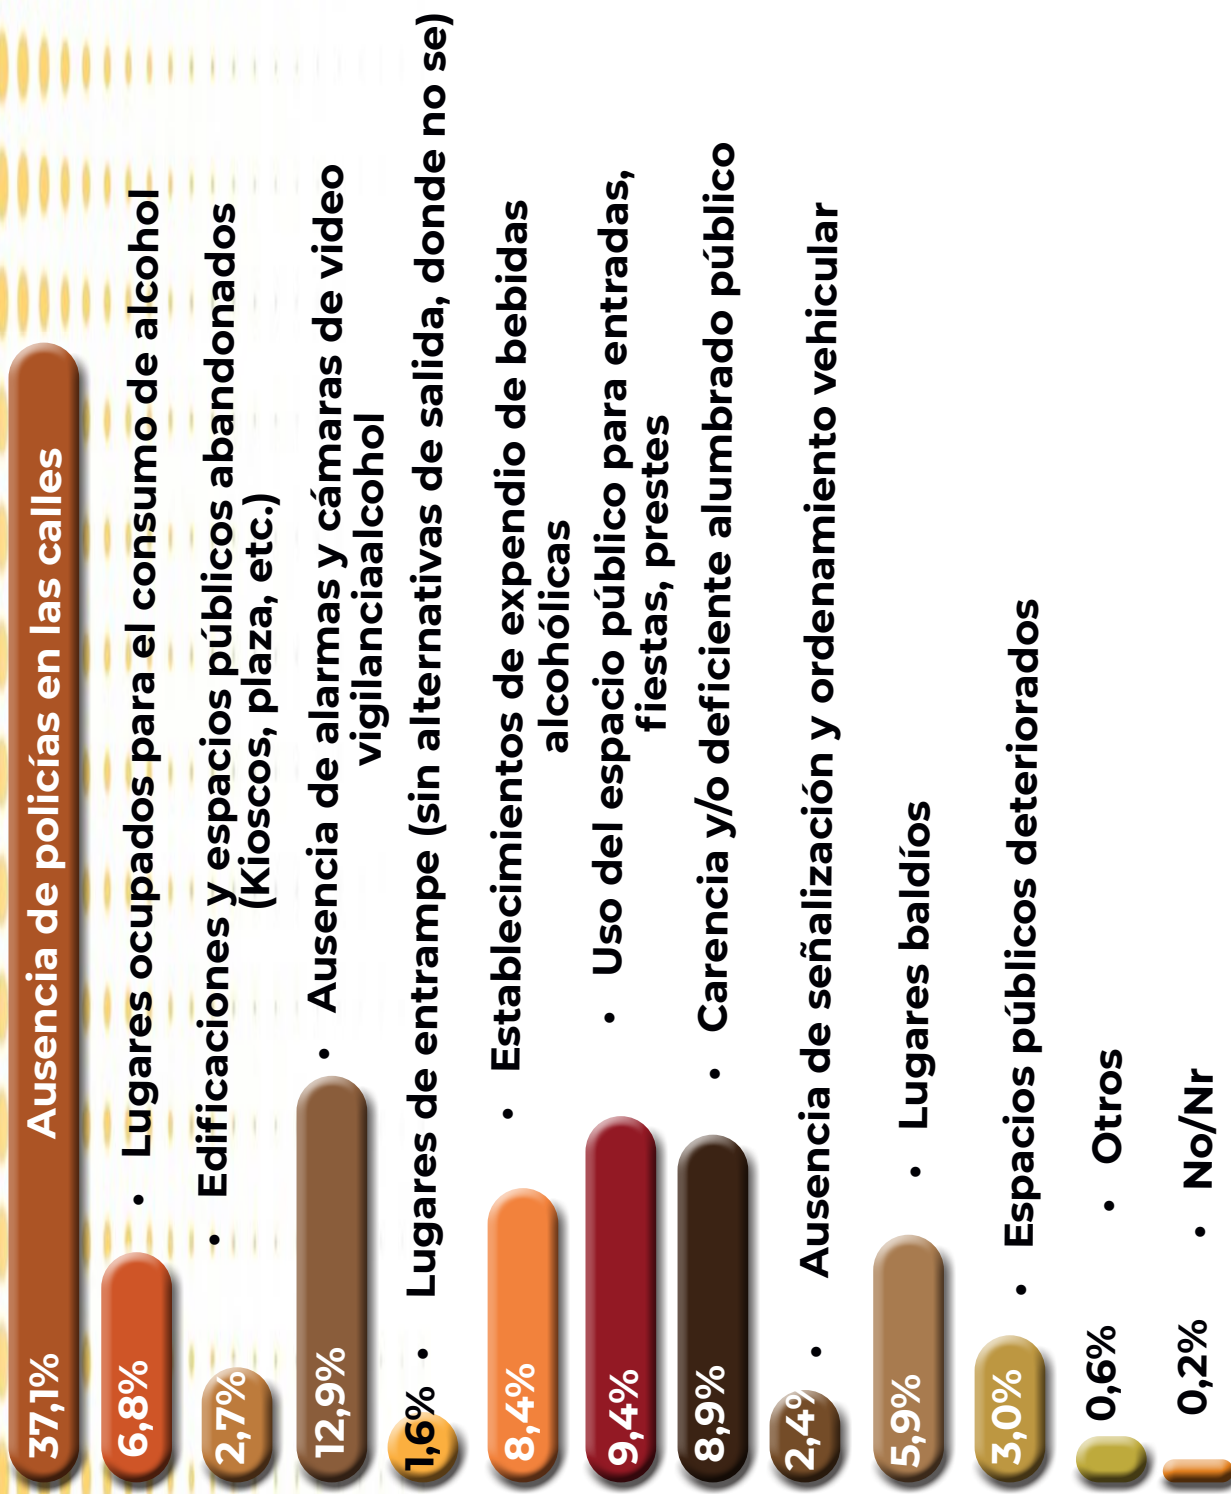 37,1% Ausencia de policías en las calles
6,8% • Lugares ocupados para el consumo de alcohol
2,7% • Edificaciones y espacios públicos abandonados
(Kioscos, plaza, etc.)
12,9% • Ausencia de alarmas y cámaras de video
vigilanciaalcohol
1,6% • Lugares de entrampe (sin alternativas de salida, donde no se)
8,4% • Establecimientos de expendio de bebidas
alcohólicas
9,4% • Uso del espacio público para entradas,
fiestas, prestes
8,9% • Carencia y/o deficiente alumbrado público
2,4% • Ausencia de señalización y ordenamiento vehicular
5,9% • Lugares baldíos
3,0% • Espacios públicos deteriorados
0,6% • Otros
0,2% • No/Nr